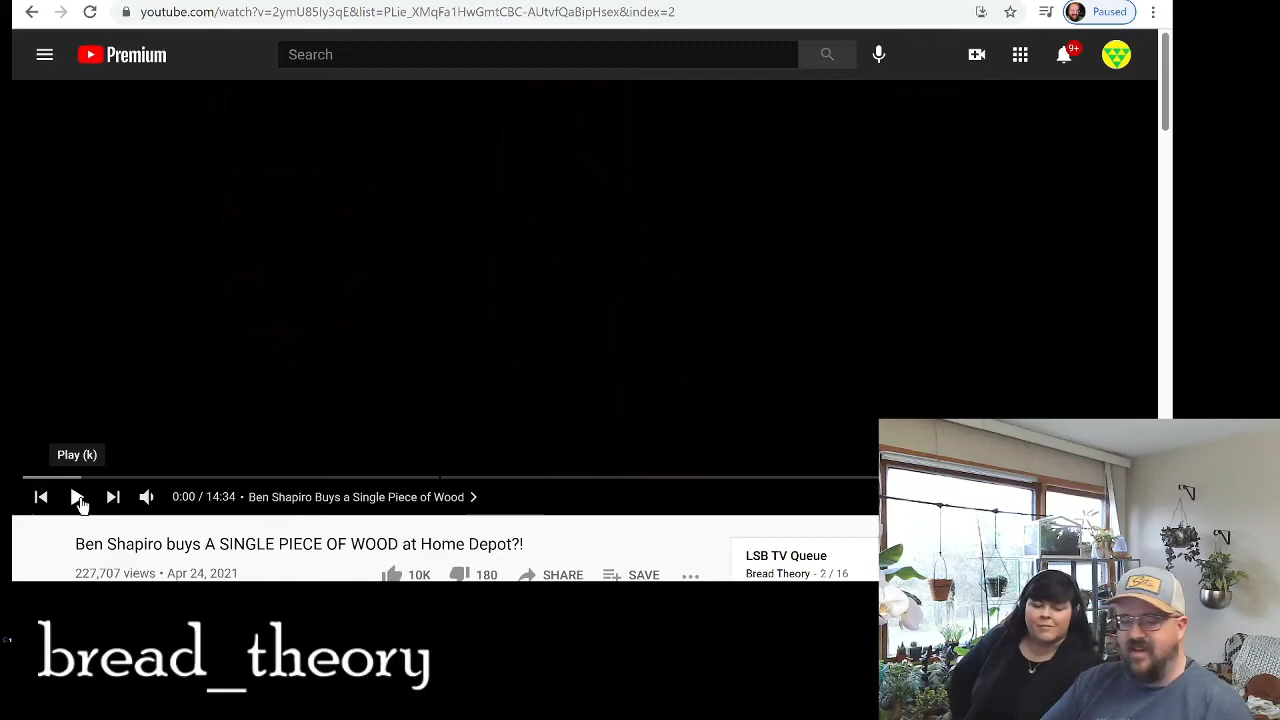 youtube.com/watch?v=2ymU85ly3qE&list=PLie_XMqFa1HwGmtCBC-AUtvfQaBipHsex&index=2
Paused
Premium
Search
9+
Play (k)
0:00 / 14:34 • Ben Shapiro Buys a Single Piece of Wood
Ben Shapiro buys A SINGLE PIECE OF WOOD at Home Depot?!
227,707 views • Apr 24, 2021
10K
180
SHARE
SAVE
LSB TV Queue
Bread Theory - 2 / 16
bread_theory